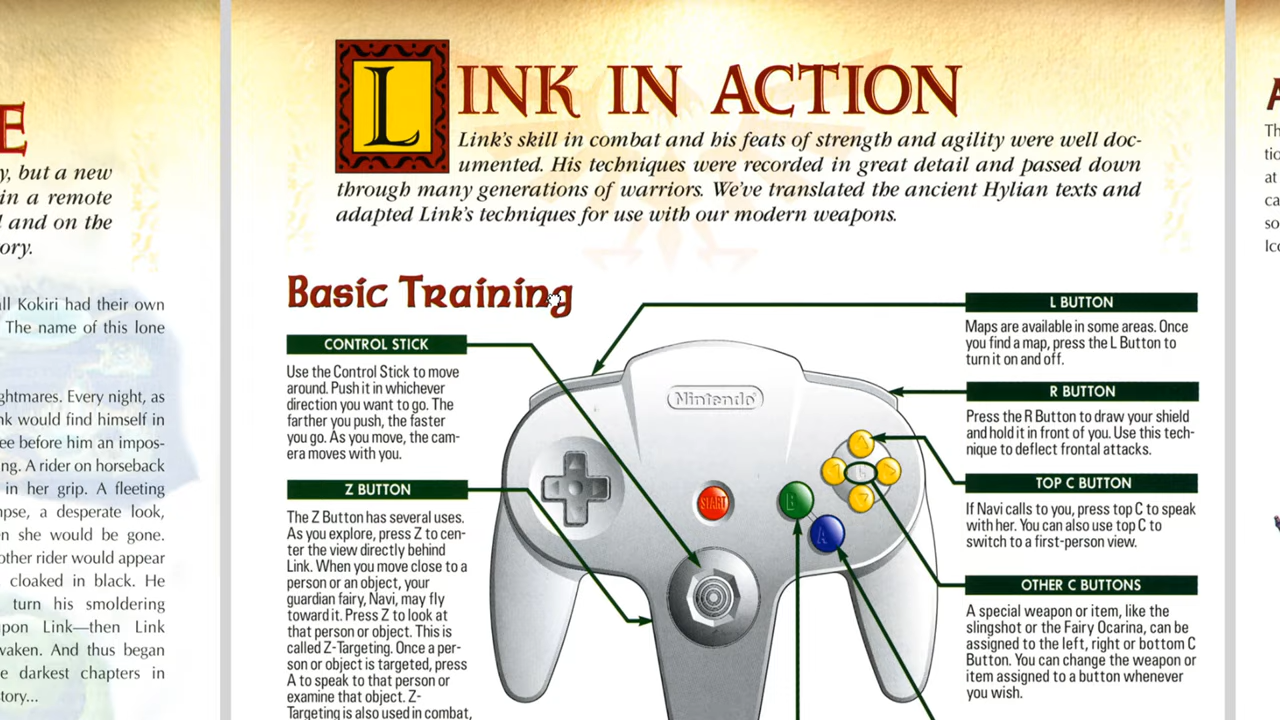 E
y, but a new
in a remote
l and on the
ory.
ll Kokiri had their own
The name of this lone
ghtmares. Every night, as
nk would find himself in
ee before him an impos-
ng. A rider on horseback
in her grip. A fleeting
mpse, a desperate look,
n she would be gone.
other rider would appear
cloaked in black. He
turn his smoldering
upon Link—then Link
waken. And thus began
e darkest chapters in
tory...
LINK IN ACTION
Link's skill in combat and his feats of strength and agility were well doc-
umented. His techniques were recorded in great detail and passed down
through many generations of warriors. We've translated the ancient Hylian texts and
adapted Link's techniques for use with our modern weapons.
Basic Training
CONTROL STICK
Use the Control Stick to move
around. Push it in whichever
direction you want to go. The
farther you push, the faster
you go. As you move, the cam-
era moves with you.
Z BUTTON
The Z Button has several uses.
As you explore, press Z to cen-
ter the view directly behind
Link. When you move close to a
person or an object, your
guardian fairy, Navi, may fly
toward it. Press Z to look at
that person or object. This is
called Z-Targeting. Once a per-
son or object is targeted, press
A to speak to that person or
examine that object. Z-
Targeting is also used in combat,
Nintendo
START
B
A
C
L BUTTON
Maps are available in some areas. Once
you find a map, press the L Button to
turn it on and off.
R BUTTON
Press the R Button to draw your shield
and hold it in front of you. Use this tech-
nique to deflect frontal attacks.
TOP C BUTTON
If Navi calls to you, press top C to speak
with her. You can also use top C to
switch to a first-person view.
OTHER C BUTTONS
A special weapon or item, like the
slingshot or the Fairy Ocarina, can be
assigned to the left, right or bottom C
Button. You can change the weapon or
item assigned to a button whenever
you wish.
A
Th
tio
at
ca
so
Ico